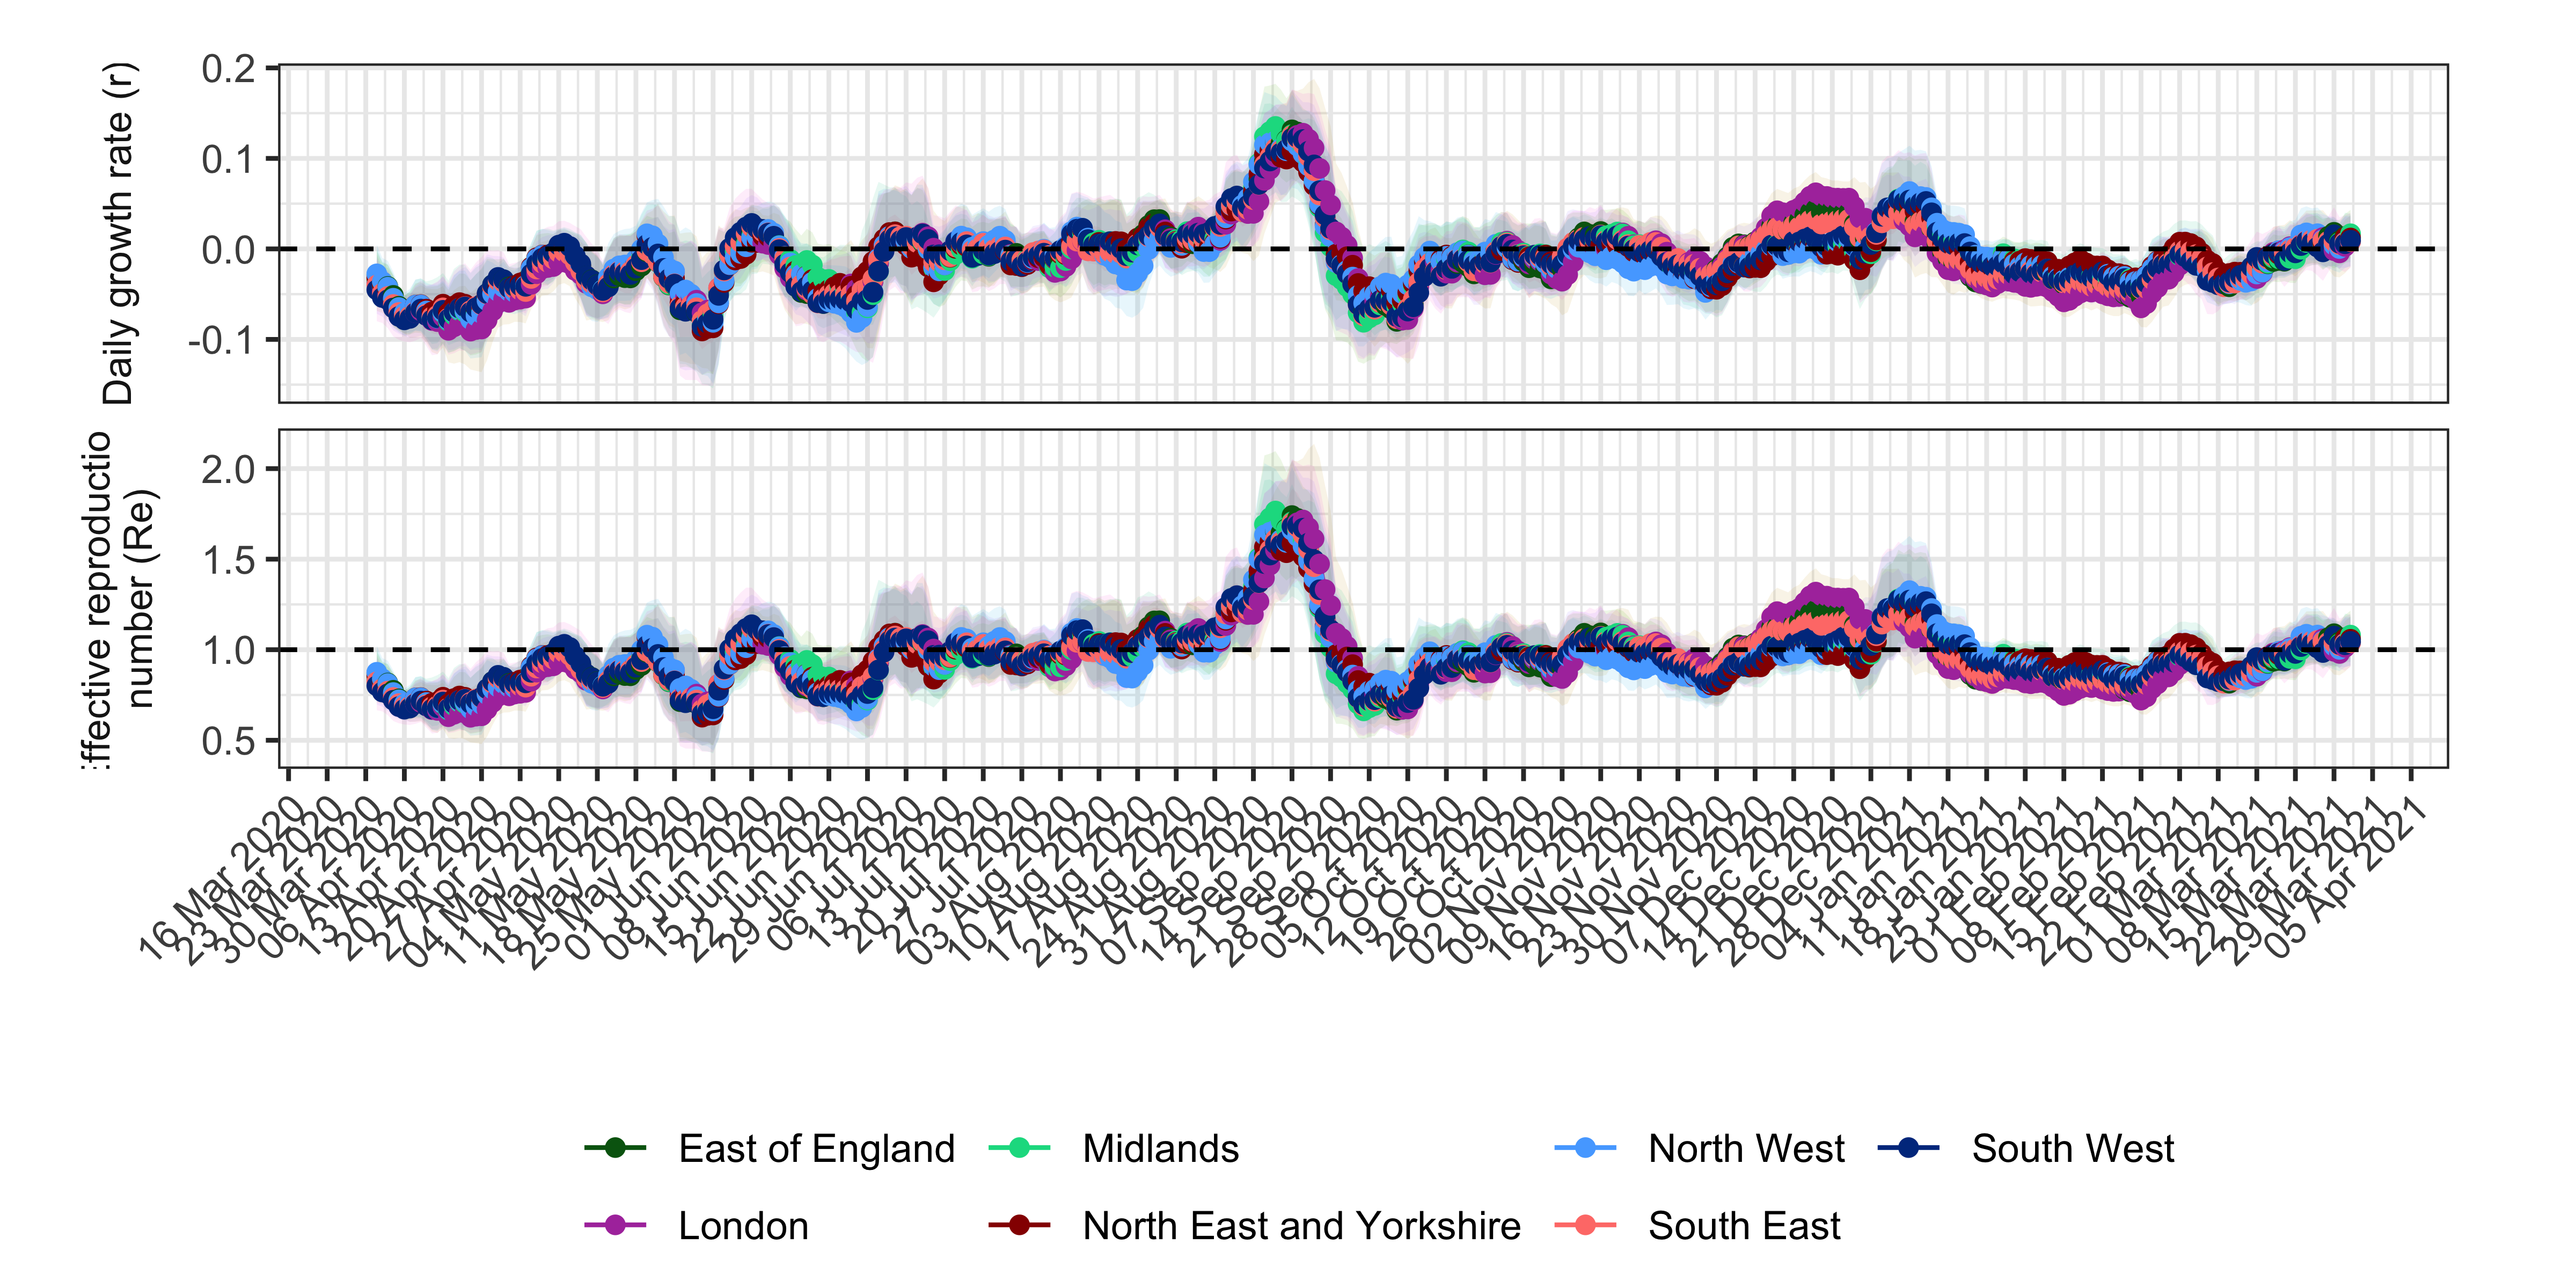 Daily growth rate (r)
0.2
0.1
0.0
-0.1
ffective reproductio
number (Re)
2.0
1.5
1.0
0.5
16 Mar 2020
23 Mar 2020
30 Mar 2020
06 Apr 2020
13 Apr 2020
20 Apr 2020
27 Apr 2020
04 May 2020
11 May 2020
18 May 2020
25 May 2020
01 Jun 2020
08 Jun 2020
15 Jun 2020
22 Jun 2020
29 Jun 2020
06 Jul 2020
13 Jul 2020
20 Jul 2020
27 Jul 2020
03 Aug 2020
10 Aug 2020
17 Aug 2020
24 Aug 2020
31 Aug 2020
07 Sep 2020
14 Sep 2020
21 Sep 2020
28 Sep 2020
05 Oct 2020
12 Oct 2020
19 Oct 2020
26 Oct 2020
02 Nov 2020
09 Nov 2020
16 Nov 2020
23 Nov 2020
30 Nov 2020
07 Dec 2020
14 Dec 2020
21 Dec 2020
28 Dec 2020
04 Jan 2021
11 Jan 2021
18 Jan 2021
25 Jan 2021
01 Feb 2021
08 Feb 2021
15 Feb 2021
22 Feb 2021
01 Mar 2021
08 Mar 2021
15 Mar 2021
22 Mar 2021
29 Mar 2021
05 Apr 2021
East of England
Midlands
North West
South West
London
North East and Yorkshire
South East